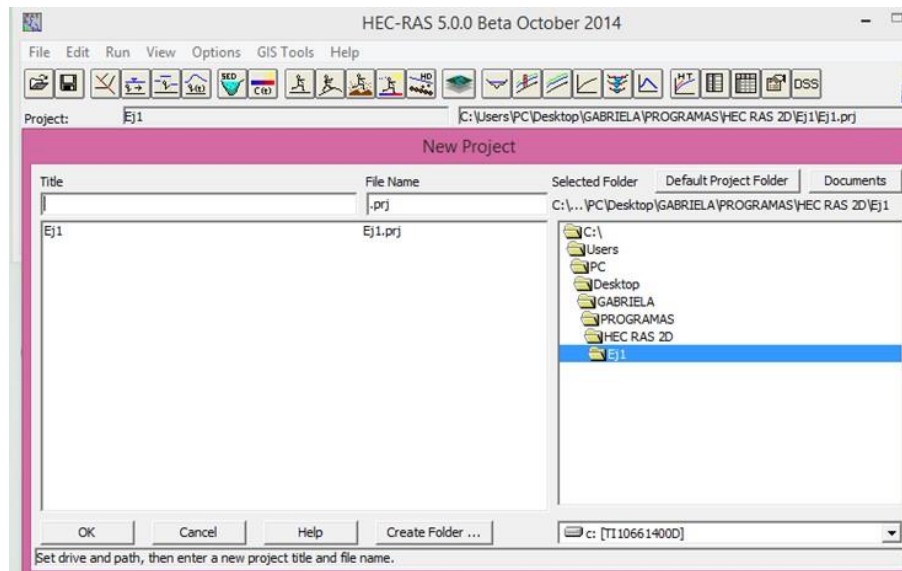 HEC-RAS 5.0.0 Beta October 2014
File Edit Run View Options GIS Tools Help
SED C(t) HD HT DSS
Project: Ej1 C:\Users\PC\Desktop\GABRIELA\PROGRAMAS\HEC RAS 2D\Ej1\Ej1.prj
New Project
Title File Name Selected Folder Default Project Folder Documents
.prj C:\...\PC\Desktop\GABRIELA\PROGRAMAS\HEC RAS 2D\Ej1
Ej1 Ej1.prj C:\
Users
PC
Desktop
GABRIELA
PROGRAMAS
HEC RAS 2D
Ej1
OK Cancel Help Create Folder ... c: [TI10661400D]
Set drive and path, then enter a new project title and file name.